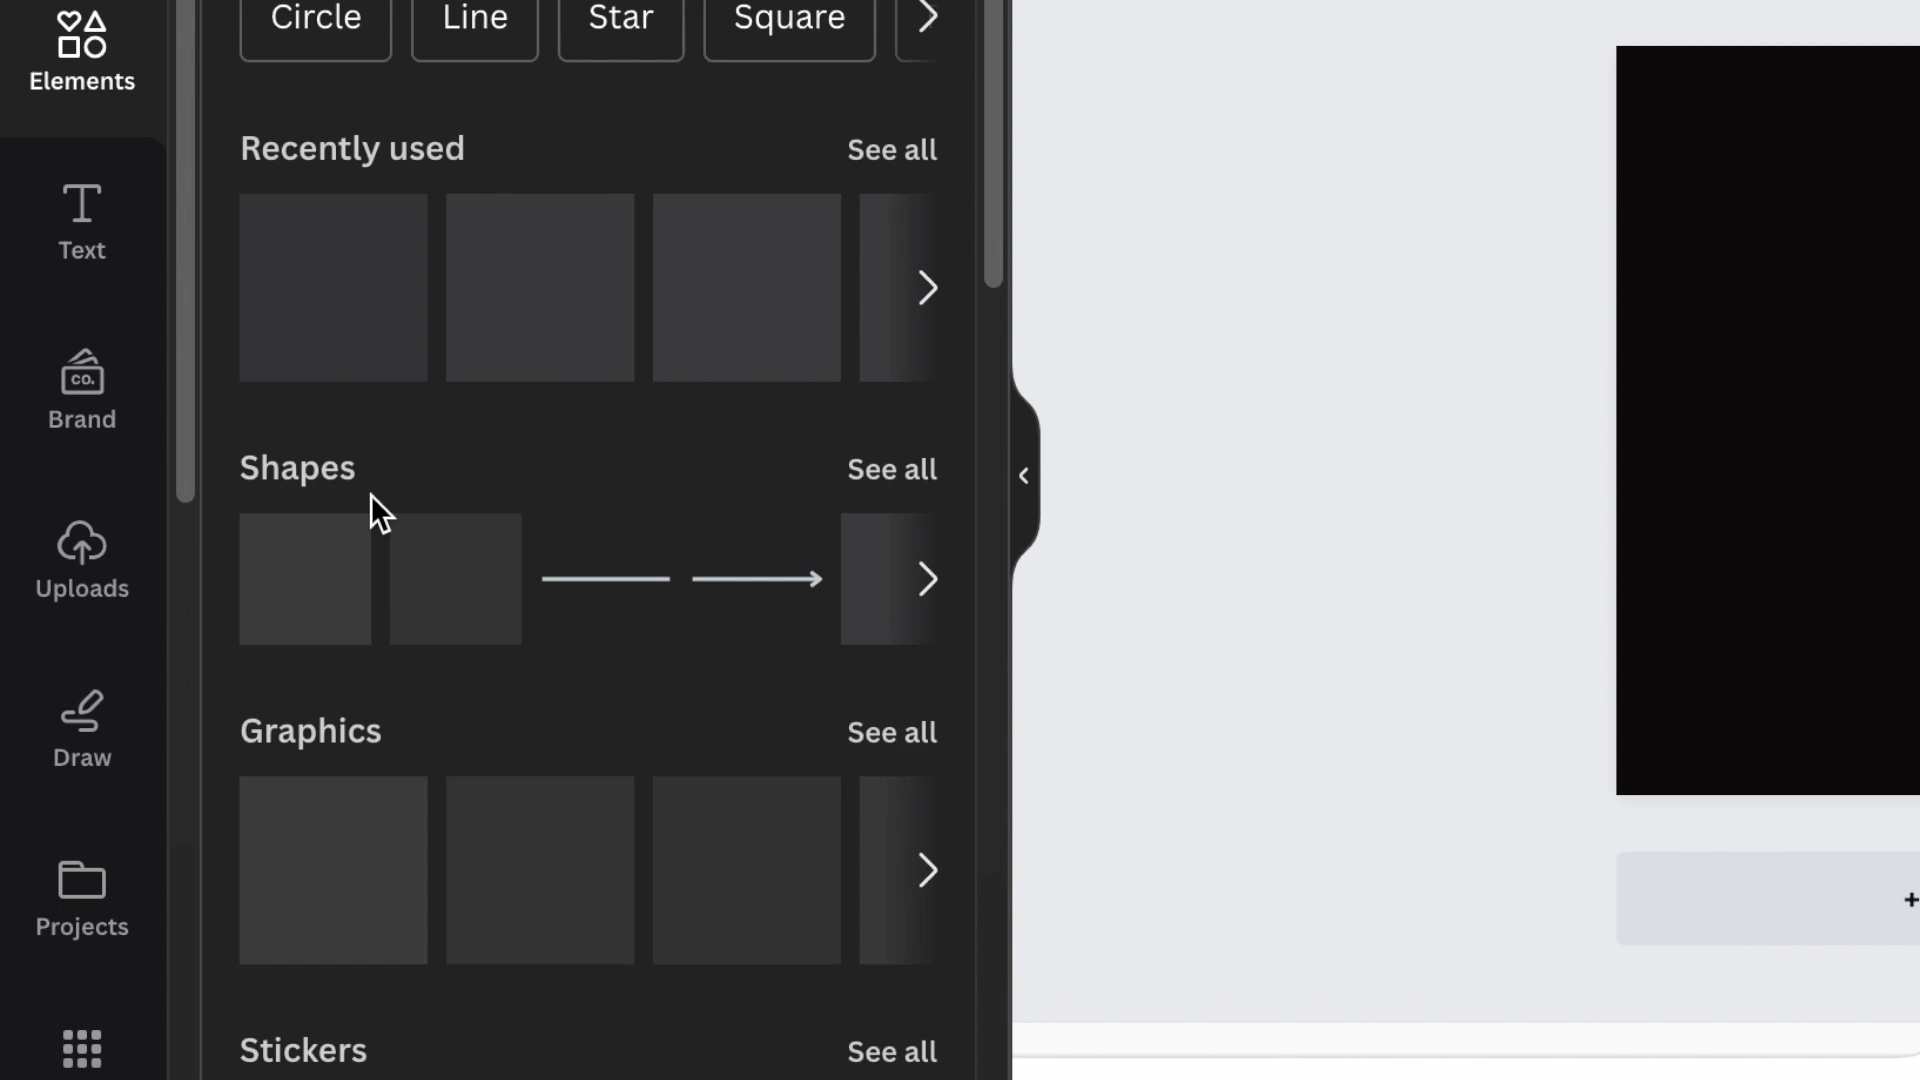 Circle
Line
Star
Square
Elements
Recently used
See all
Text
Brand
CO.
Shapes
See all
Uploads
Graphics
See all
Draw
Projects
+
Stickers
See all